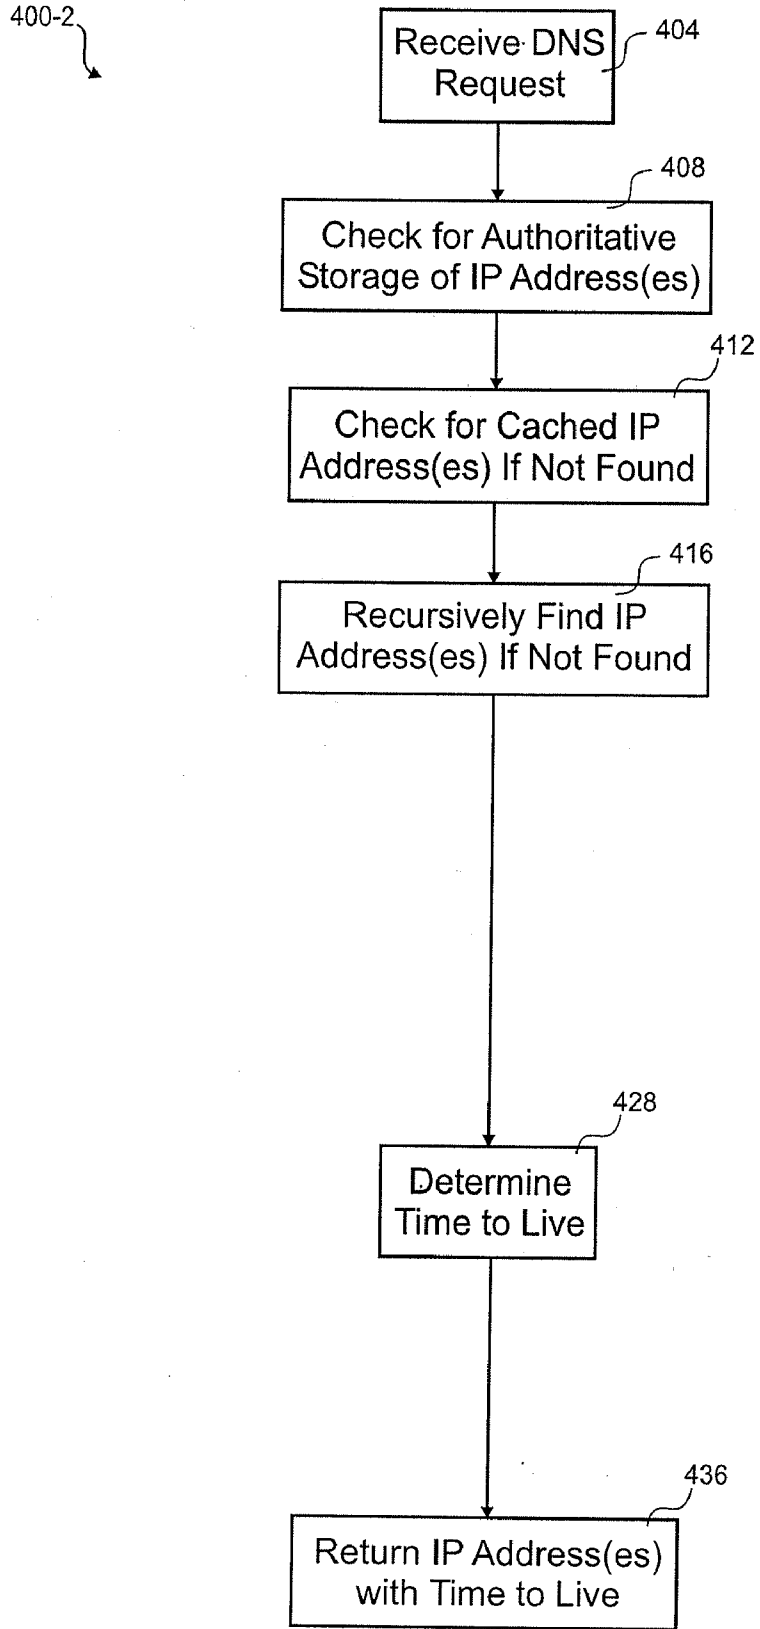 400-2
Receive DNS
Request
404
408
Check for Authoritative
Storage of IP Address(es)
412
Check for Cached IP
Address(es) If Not Found
416
Recursively Find IP
Address(es) If Not Found
428
Determine
Time to Live
436
Return IP Address(es)
with Time to Live